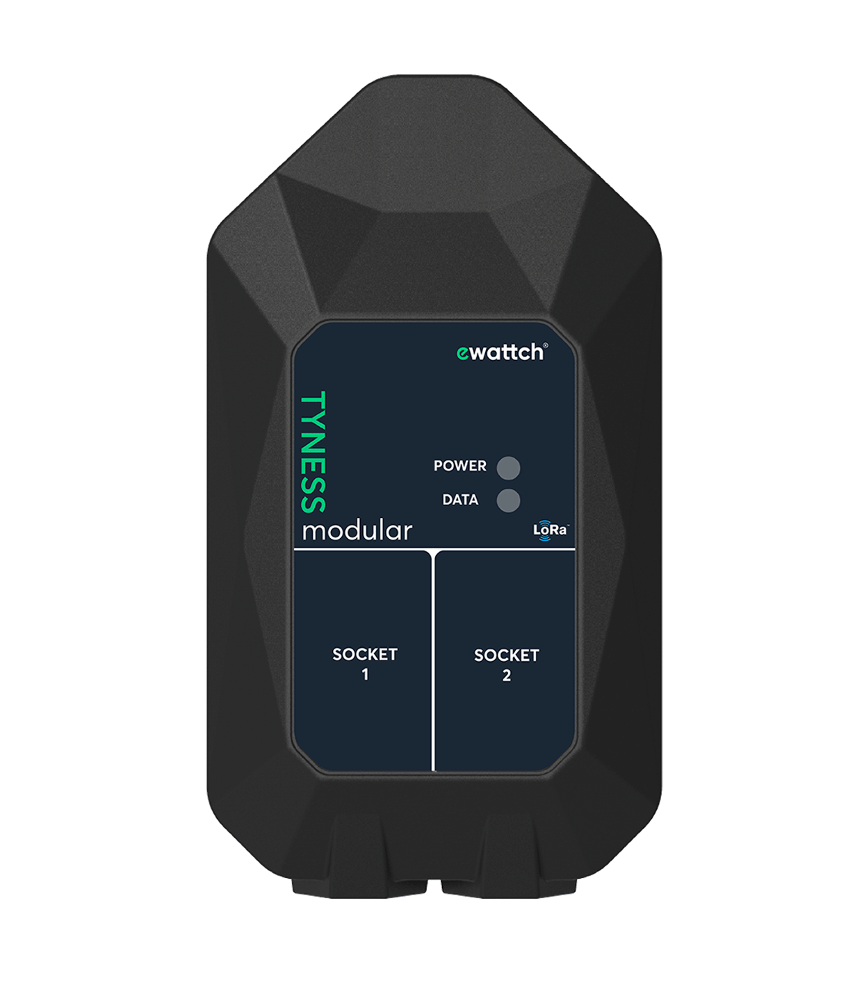 ewattch®
TYNESS
POWER
DATA
modular
LoRa™
SOCKET
1
SOCKET
2